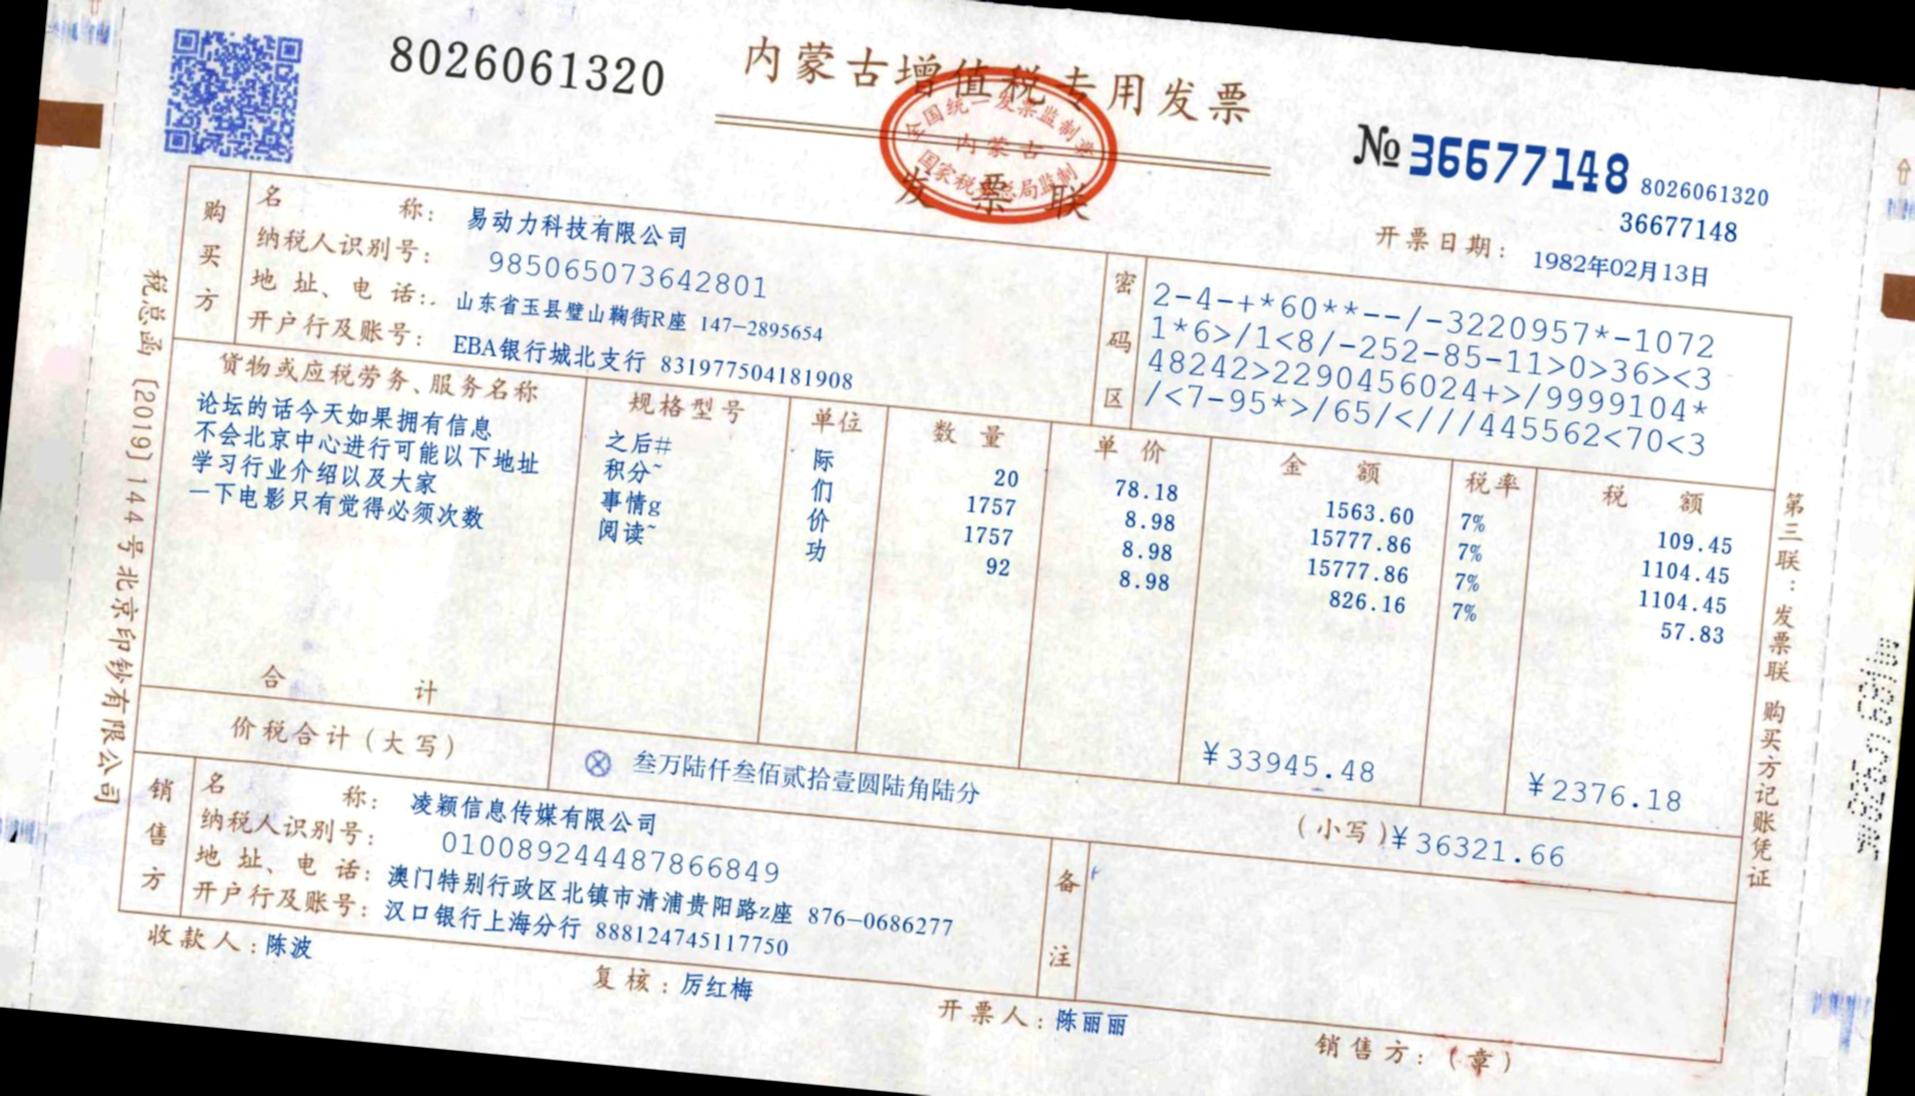 8026061320
内蒙古增值税专用发票
全国统一发票监制章
内蒙古
国家税务总局监制
发票联
№36677148
8026061320
36677148
开票日期: 1982年02月13日
购买方
名称: 易动力科技有限公司
纳税人识别号: 985065073642801
地址、电话:. 山东省玉县璧山鞠街R座 147-2895654
开户行及账号: EBA银行城北支行 831977504181908
密码区
2-4-+*60**--/-3220957*-1072
1*6>/1<8/-252-85-11>0>36><3
48242>2290456024+>/9999104*
/<7-95*>/65/<///445562<70<3
货物或应税劳务、服务名称 规格型号 单位 数量 单价 金额 税率 税额
论坛的话今天如果拥有信息 之后# 际 20 78.18 1563.60 7% 109.45
不会北京中心进行可能以下地址 积分~ 们 1757 8.98 15777.86 7% 1104.45
学习行业介绍以及大家 事情g 价 1757 8.98 15777.86 7% 1104.45
一下电影只有觉得必须次数 阅读~ 功 92 8.98 826.16 7% 57.83
合计 ¥33945.48 ¥2376.18
价税合计(大写) 叁万陆仟叁佰贰拾壹圆陆角陆分 (小写)¥36321.66
销售方
名称: 凌颖信息传媒有限公司
纳税人识别号: 010089244487866849
地址、电话: 澳门特别行政区北镇市清浦贵阳路z座 876-0686277
开户行及账号: 汉口银行上海分行 888124745117750
备注
收款人: 陈波
复核: 厉红梅
开票人: 陈丽丽
销售方: (章)
税总函[2019]144号北京印钞有限公司
第三联: 发票联 购买方记账凭证